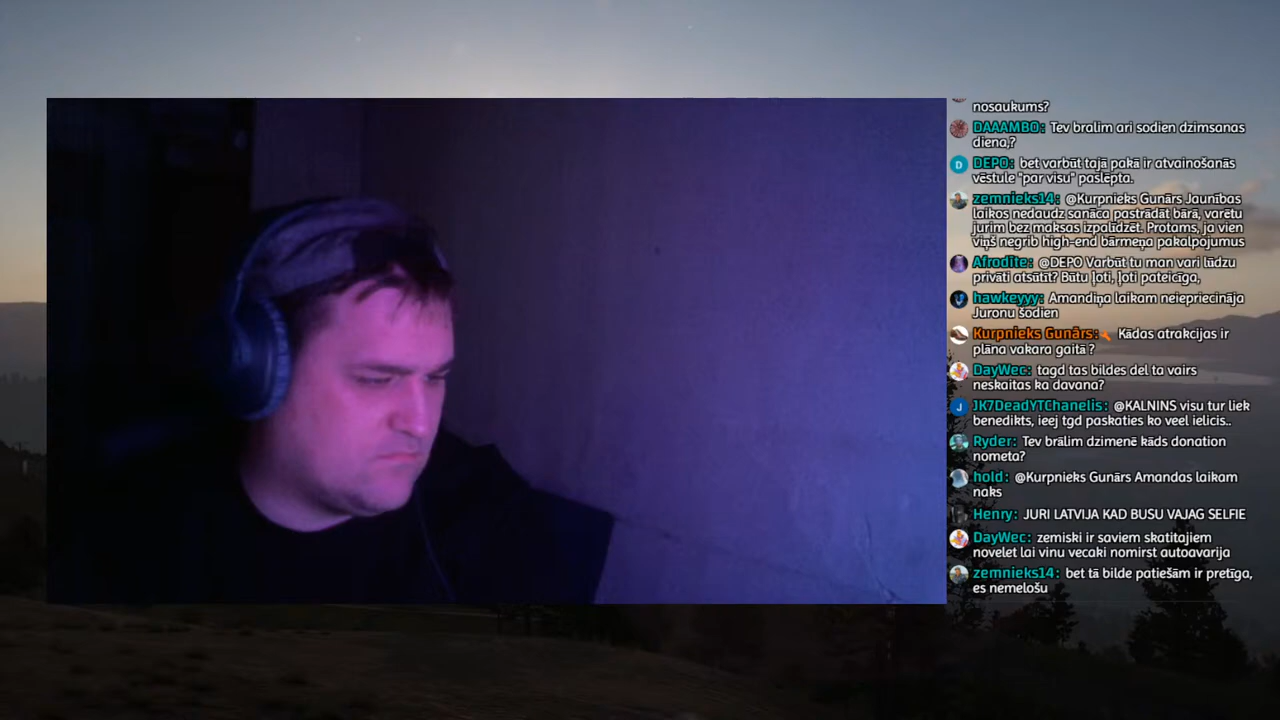 nosaukums?
DAAAMBO: Tev bralim ari sodien dzimsanas
diena,?
D DEPO: bet varbūt tajā pakā ir atvainošanās
vēstule "par visu" paslēpta.
zemnieks14: @Kurpnieks Gunārs Jaunības
laikos nedaudz sanāca pastrādāt bārā, varētu
jurim bez maksas izpalīdzēt. Protams, ja vien
viņš negrib high-end bārmeņa pakalpojumus
Afrodīte: @DEPO Varbūt tu man vari lūdzu
privāti atsūtīt? Būtu ļoti, ļoti pateicīga,
hawkeyyy: Amandiņa laikam neiepriecināja
Juronu šodien
Kurpnieks Gunārs: Kādas atrakcijas ir
plāna vakara gaitā ?
DayWec: tagd tas bildes del ta vairs
neskaitas ka davana?
J JK7DeadYTChanelis: @KALNINS visu tur liek
benedikts, ieej tgd paskaties ko veel ielicis..
Ryder: Tev brālim dzimenē kāds donation
nometa?
hold: @Kurpnieks Gunārs Amandas laikam
naks
Henry: JURI LATVIJA KAD BUSU VAJAG SELFIE
DayWec: zemiski ir saviem skatitajiem
novelet lai vinu vecaki nomirst autoavarija
zemnieks14: bet tā bilde patiešām ir pretīga,
es nemelošu